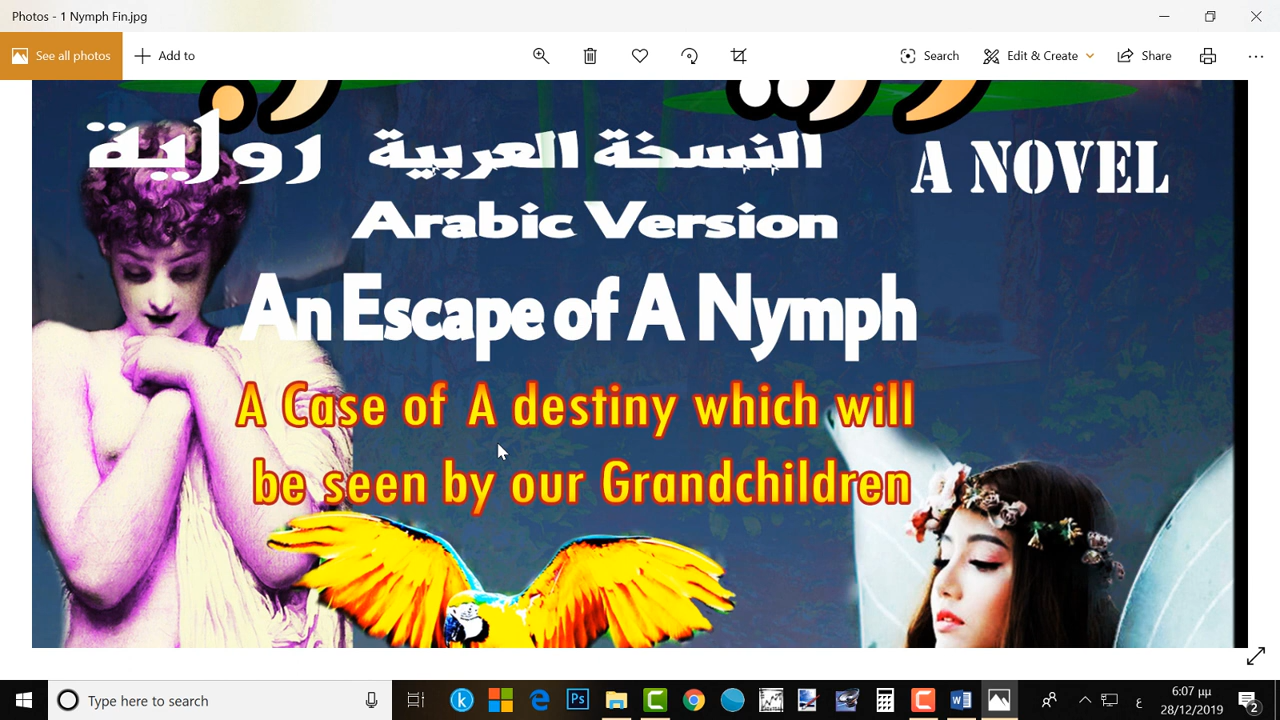 Photos - 1 Nymph Fin.jpg
See all photos
Add to
Search
Edit & Create
Share
رواية
النسخة العربية
A NOVEL
Arabic Version
An Escape of A Nymph
A Case of A destiny which will
be seen by our Grandchildren
Type here to search
ع
6:07 μμ
28/12/2019
2